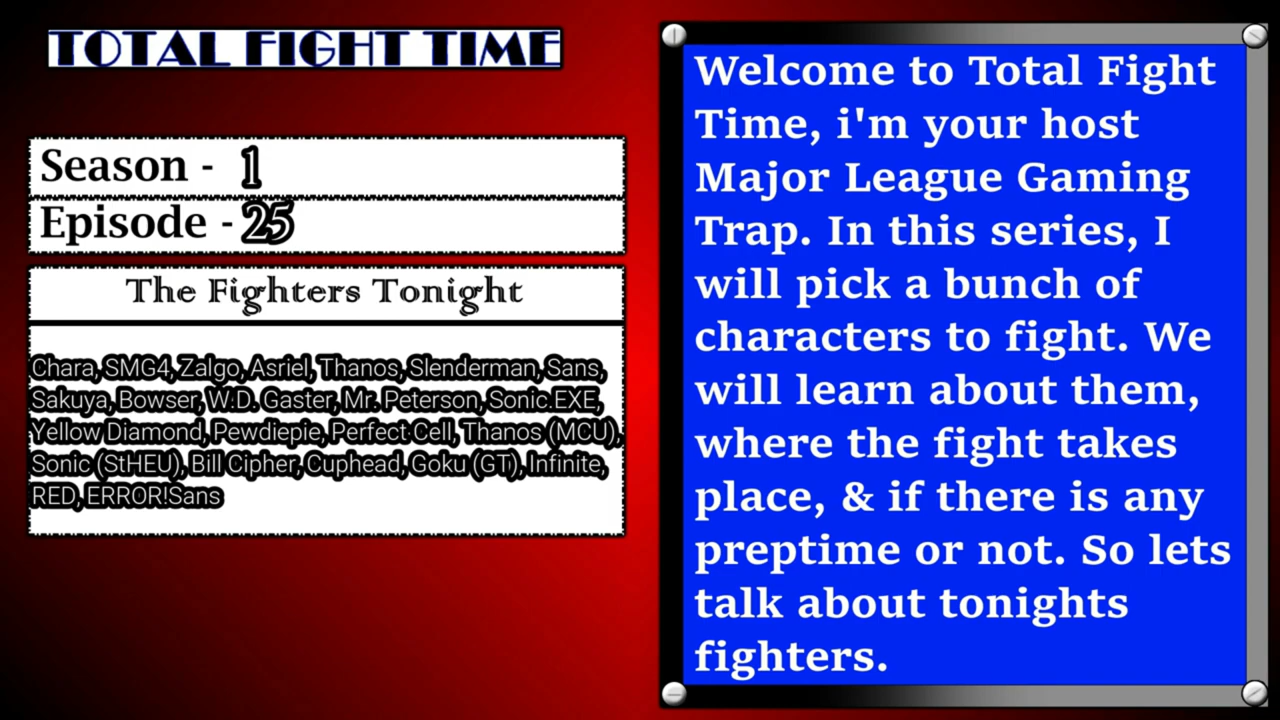 TOTAL FIGHT TIME
Season - 1
Episode - 25
The Fighters Tonight
Chara, SMG4, Zalgo, Asriel, Thanos, Slenderman, Sans,
Sakuya, Bowser, W.D. Gaster, Mr. Peterson, Sonic.EXE,
Yellow Diamond, Pewdiepie, Perfect Cell, Thanos (MCU),
Sonic (StHEU), Bill Cipher, Cuphead, Goku (GT), Infinite,
RED, ERROR!Sans
Welcome to Total Fight
Time, i'm your host
Major League Gaming
Trap. In this series, I
will pick a bunch of
characters to fight. We
will learn about them,
where the fight takes
place, & if there is any
preptime or not. So lets
talk about tonights
fighters.